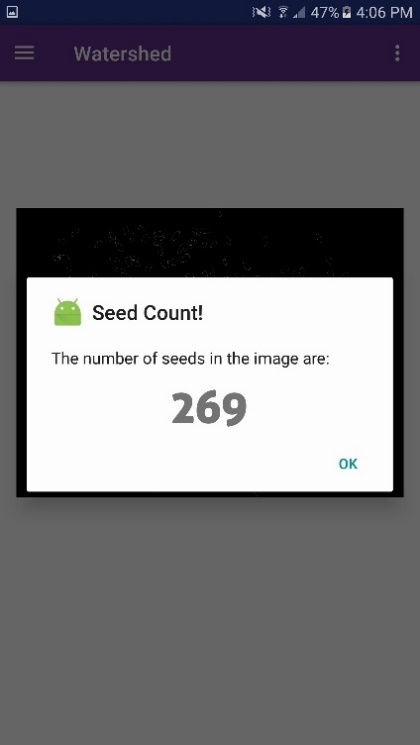 47% 4:06 PM
Watershed
Seed Count!
The number of seeds in the image are:
269
OK